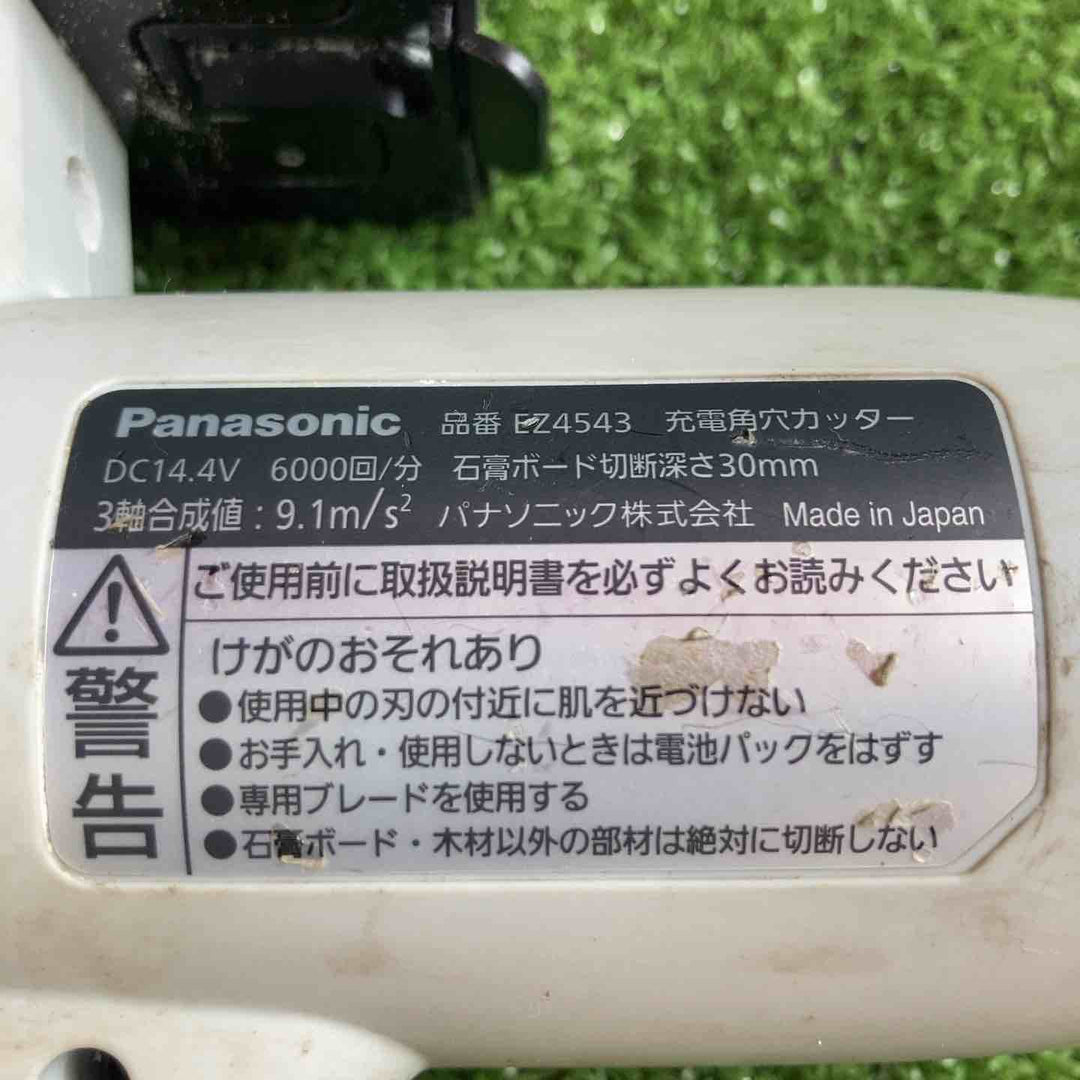 Panasonic 品番 EZ4543 充電角穴カッター
DC14.4V 6000回/分 石膏ボード切断深さ30mm
3軸合成値：9.1m/s² パナソニック株式会社 Made in Japan
警告
ご使用前に取扱説明書を必ずよくお読みください
けがのおそれあり
●使用中の刃の付近に肌を近づけない
●お手入れ・使用しないときは電池パックをはずす
●専用ブレードを使用する
●石膏ボード・木材以外の部材は絶対に切断しない